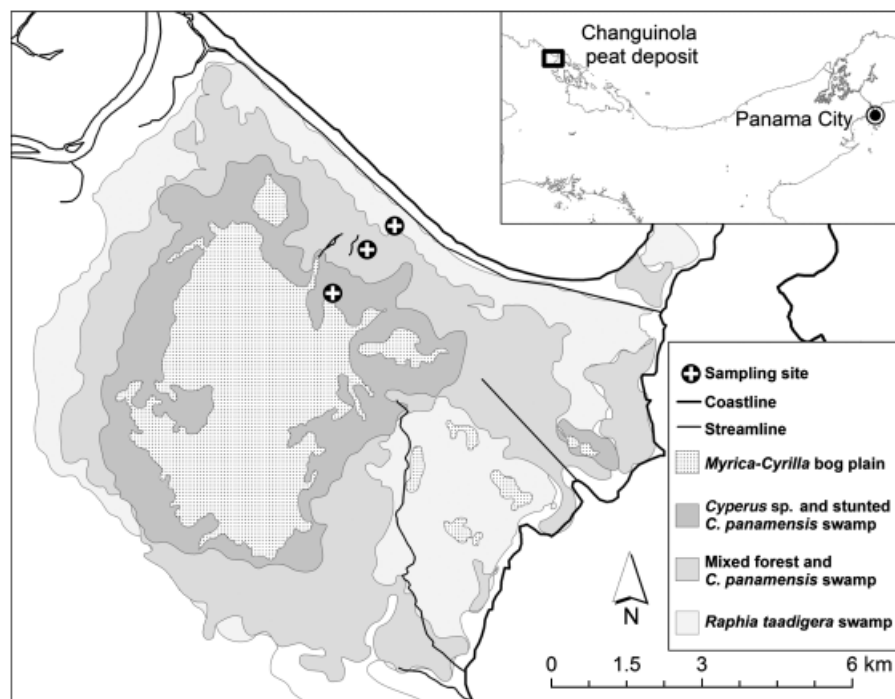 Changuinola
peat deposit
Panama City
Sampling site
Coastline
Streamline
Myrica-Cyrilla bog plain
Cyperus sp. and stunted
C. panamensis swamp
Mixed forest and
C. panamensis swamp
Raphia taadigera swamp
N
0 1.5 3 6 km